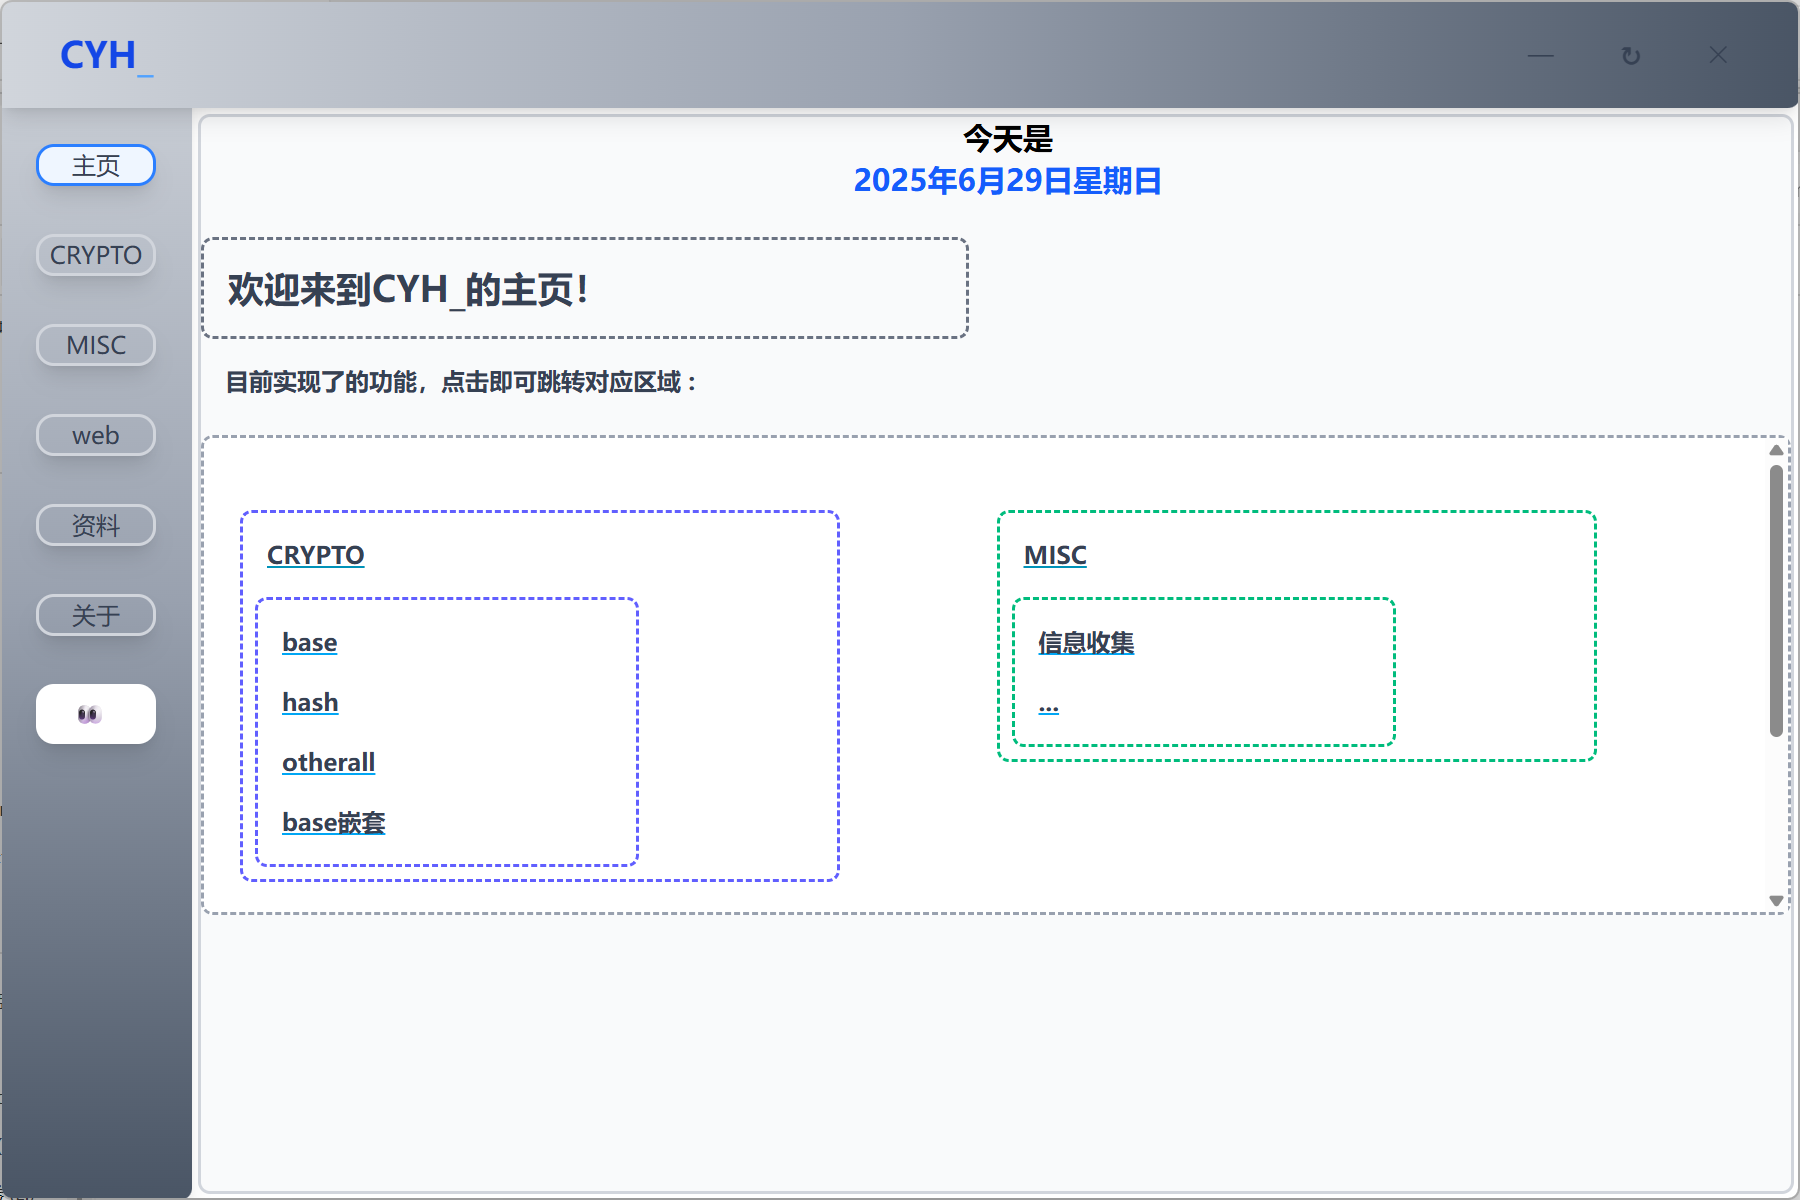 CYH_
主页
CRYPTO
MISC
web
资料
关于
今天是
2025年6月29日星期日
欢迎来到CYH_的主页！
目前实现了的功能，点击即可跳转对应区域：
CRYPTO
base
hash
otherall
base嵌套
MISC
信息收集
...